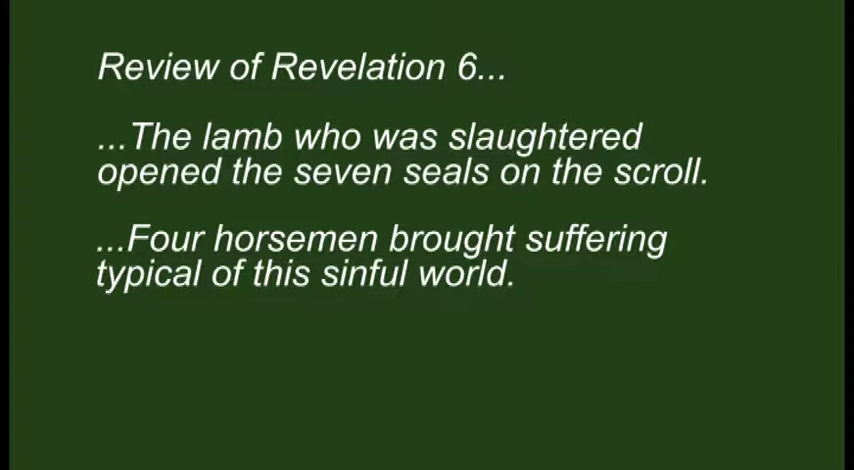 Review of Revelation 6...
...The lamb who was slaughtered
opened the seven seals on the scroll.
...Four horsemen brought suffering
typical of this sinful world.